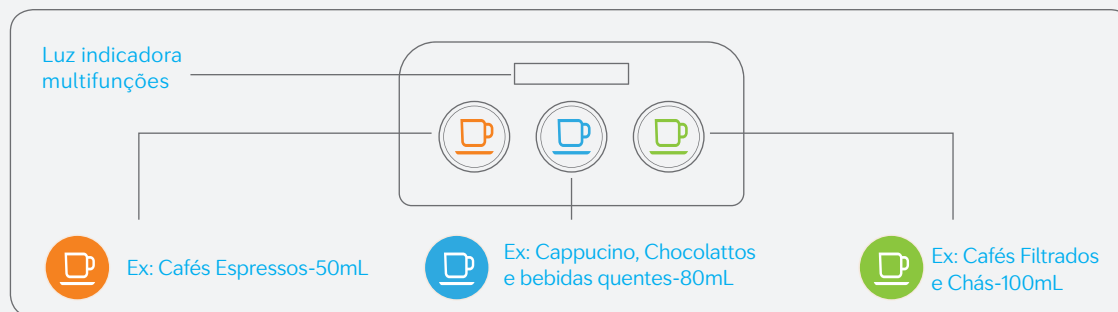 Luz indicadora
multifunções
Ex: Cafés Espressos-50mL
Ex: Cappucino, Chocolattos
e bebidas quentes-80mL
Ex: Cafés Filtrados
e Chás-100mL